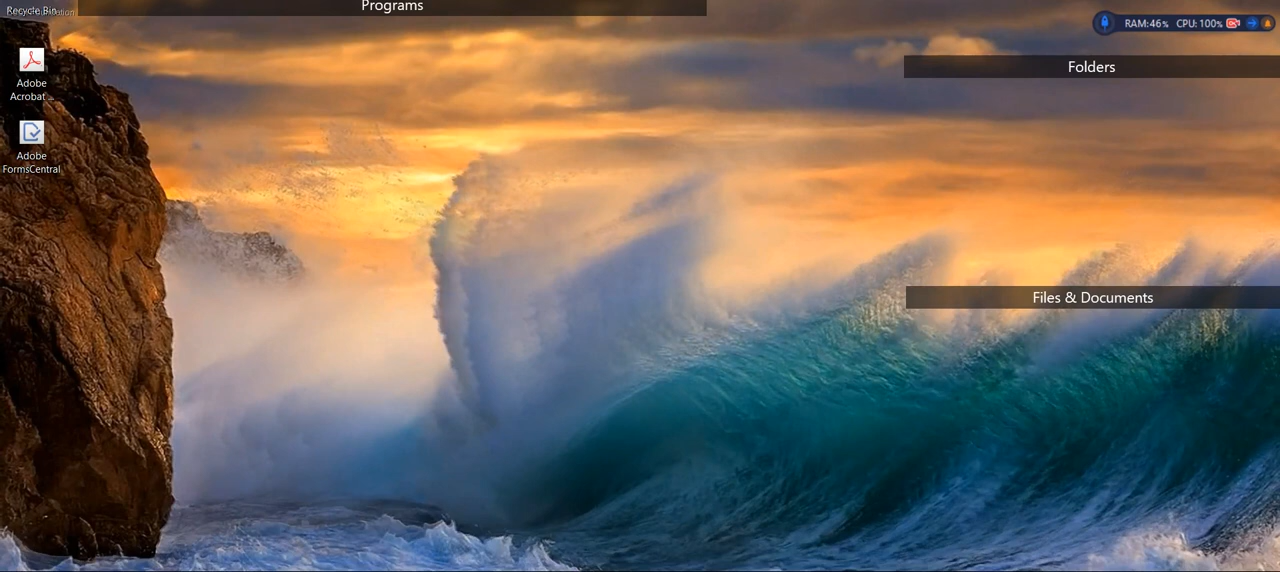 Programs
Recycle Bin
RAM:46% CPU: 100%
Folders
Adobe
Acrobat ...
Adobe
FormsCentral
Files & Documents